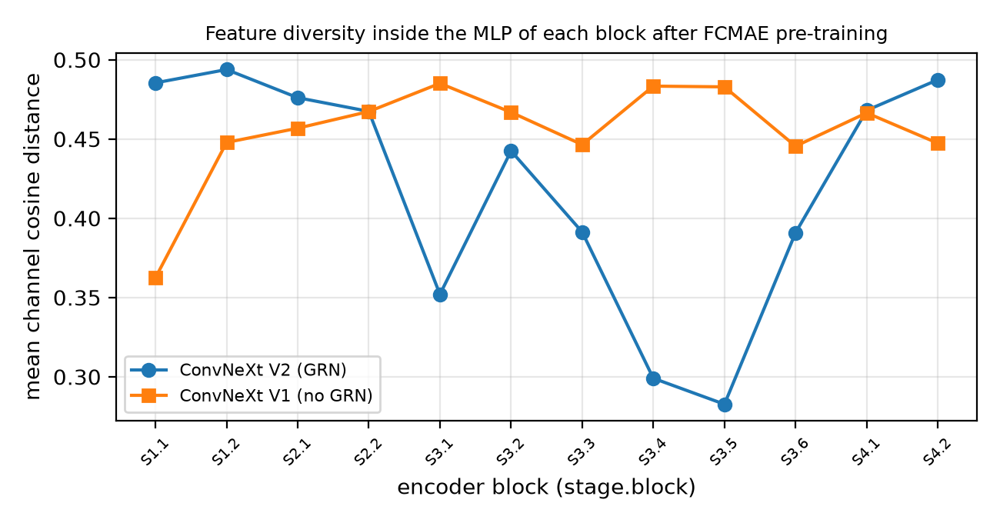 Feature diversity inside the MLP of each block after FCMAE pre-training
mean channel cosine distance
0.50
0.45
0.40
0.35
0.30
ConvNeXt V2 (GRN)
ConvNeXt V1 (no GRN)
S1.1 S1.2 S2.1 S2.2 S3.1 S3.2 S3.3 S3.4 S3.5 S3.6 S4.1 S4.2
encoder block (stage.block)